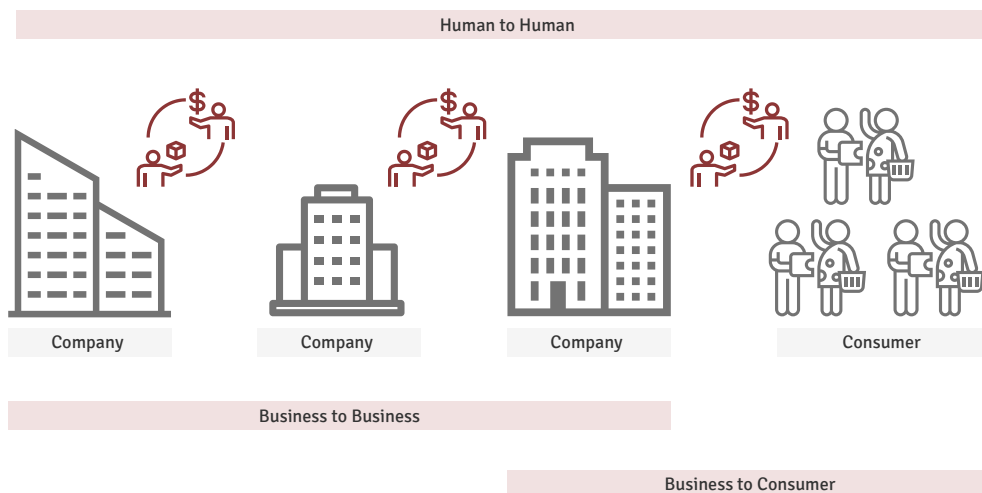 Human to Human
$
$
$
Company
Company
Company
Consumer
Business to Business
Business to Consumer